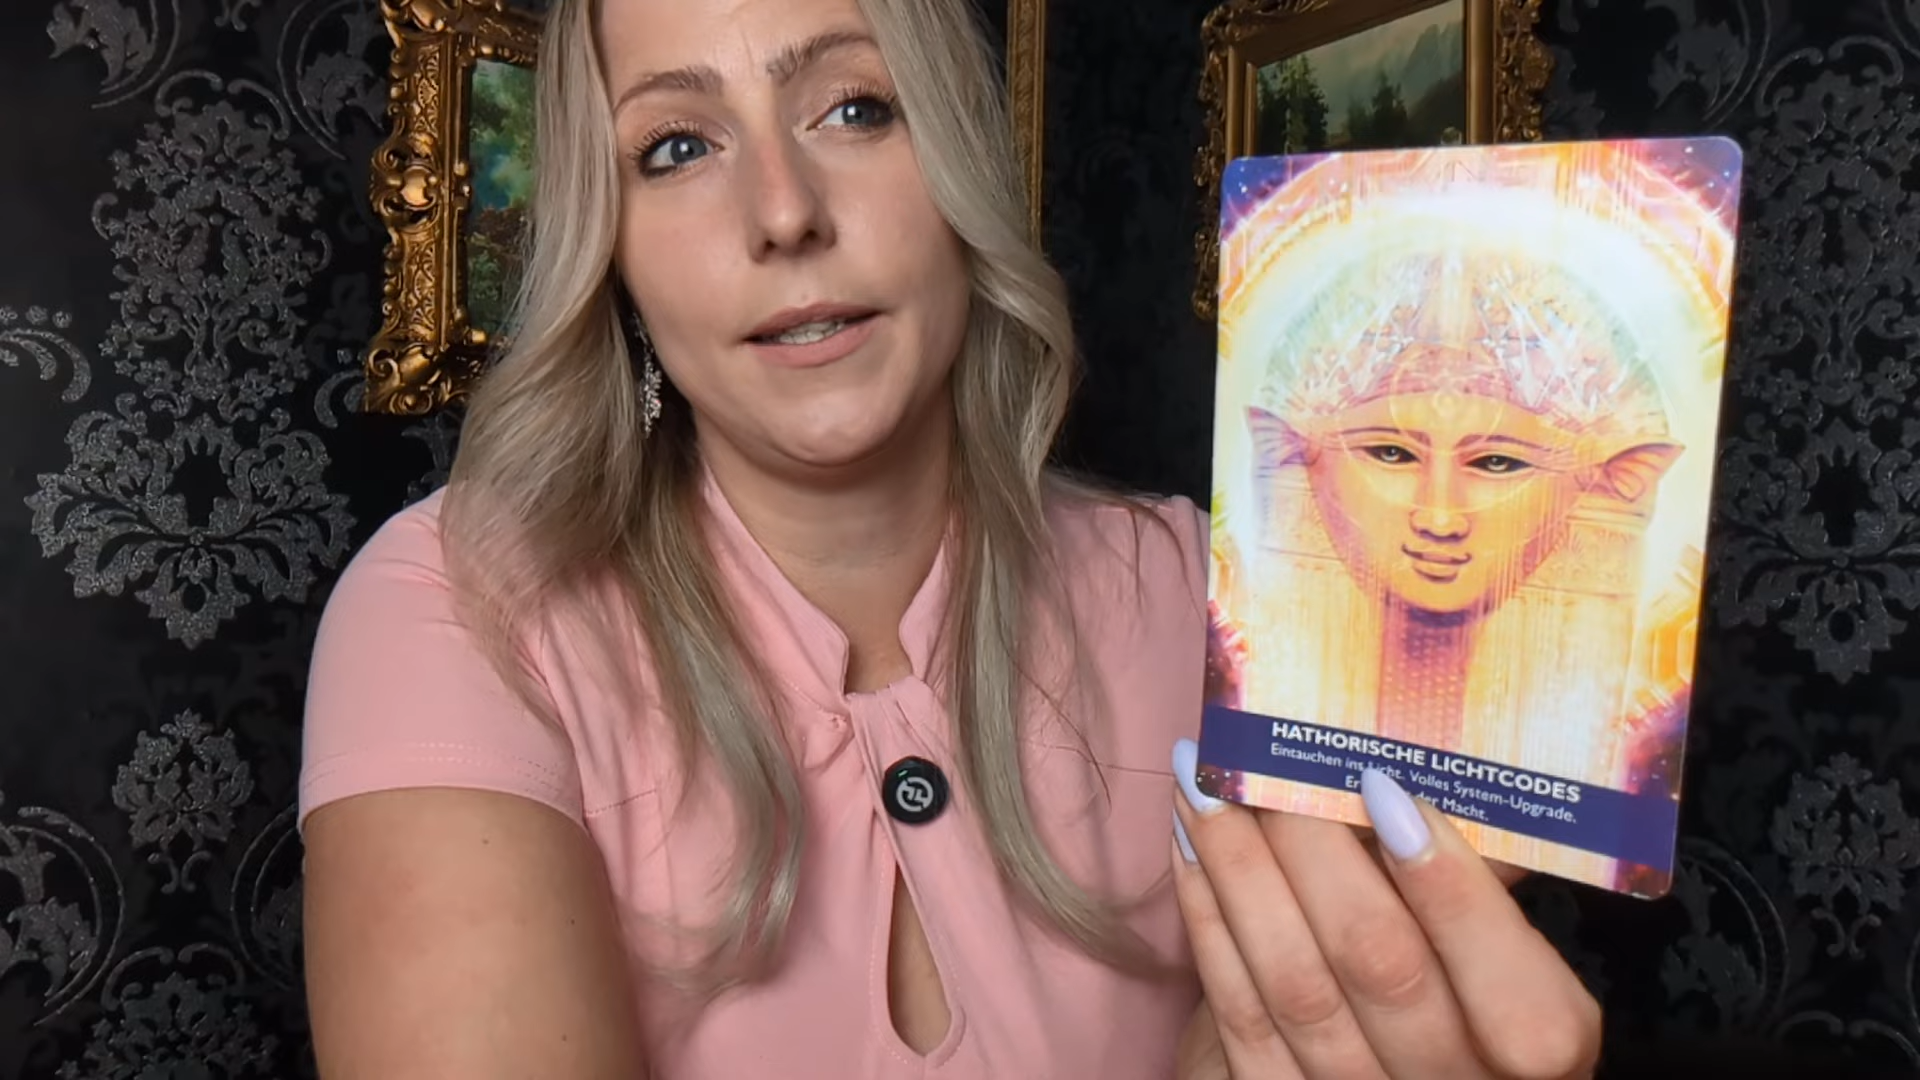 HATHORISCHE LICHTCODES
Eintauchen ins Licht. Volles System-Upgrade.
der Macht.